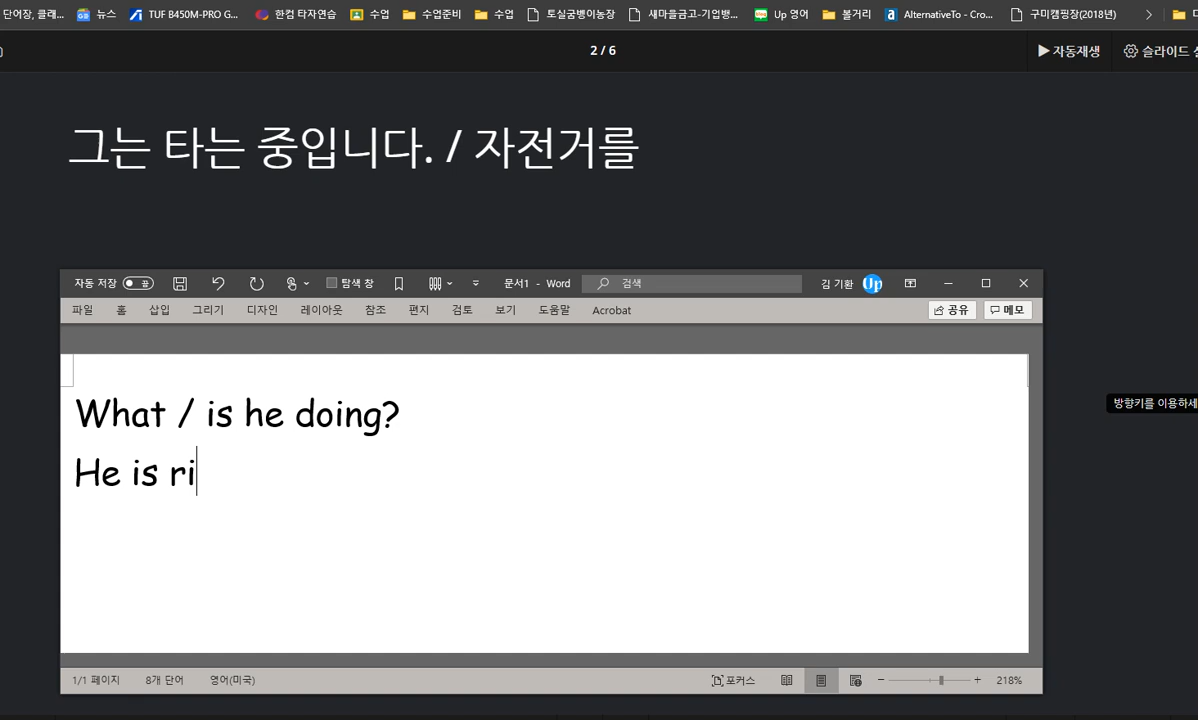 단어장, 클래... 뉴스 TUF B450M-PRO G... 한컴 타자연습 수업 수업준비 수업 토실굼벵이농장 새마을금고-기업뱅... Up 영어 볼거리 a AlternativeTo - Cro... 구미캠핑장(2018년)
2 / 6 ▶ 자동재생 슬라이드
그는 타는 중입니다. / 자전거를
자동 저장 끔 탐색 창 문서1 - Word 검색 김 기환 Up
파일 홈 삽입 그리기 디자인 레이아웃 참조 편지 검토 보기 도움말 Acrobat 공유 메모
What / is he doing?
방향키를 이용하세
He is ri
1/1 페이지 8개 단어 영어(미국) 포커스 - + 218%